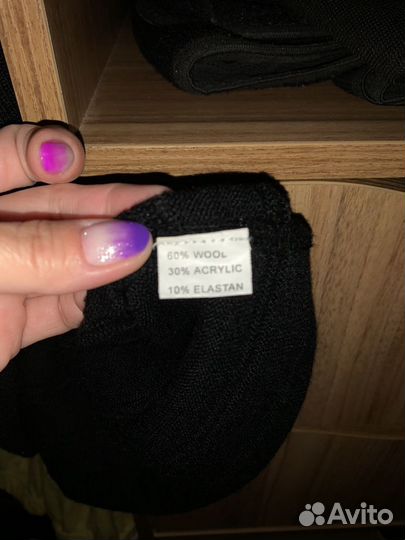 60% WOOL
30% ACRYLIC
10% ELASTAN
Avito